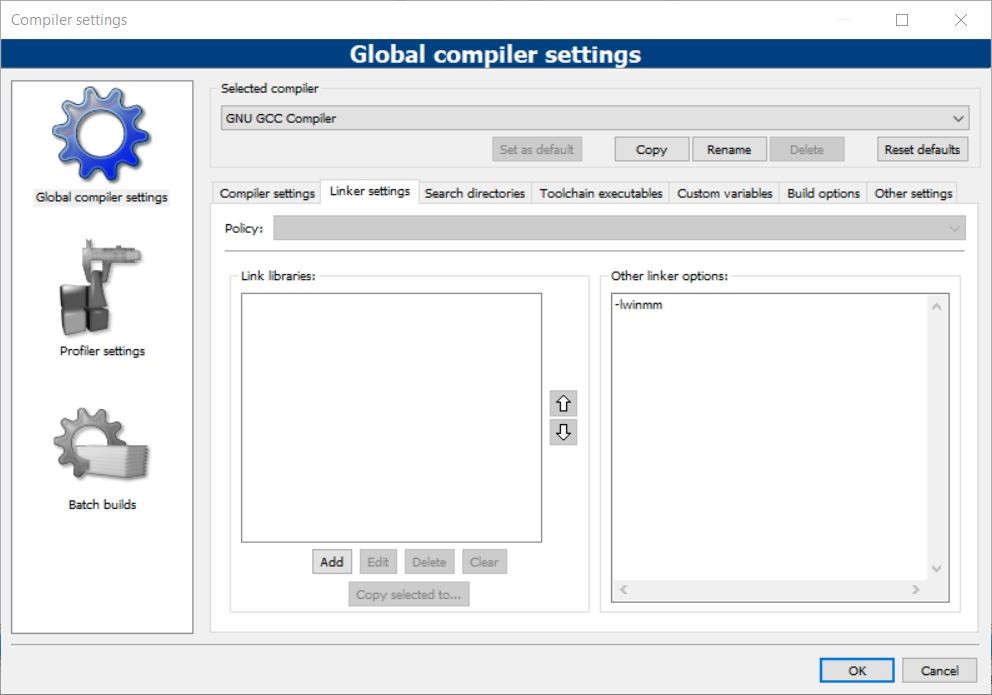 Compiler settings
Global compiler settings
Global compiler settings
Profiler settings
Batch builds
Selected compiler
GNU GCC Compiler
Set as default Copy Rename Delete Reset defaults
Compiler settings Linker settings Search directories Toolchain executables Custom variables Build options Other settings
Policy:
Link libraries:
Add Edit Delete Clear
Copy selected to...
Other linker options:
-lwinmm
OK Cancel